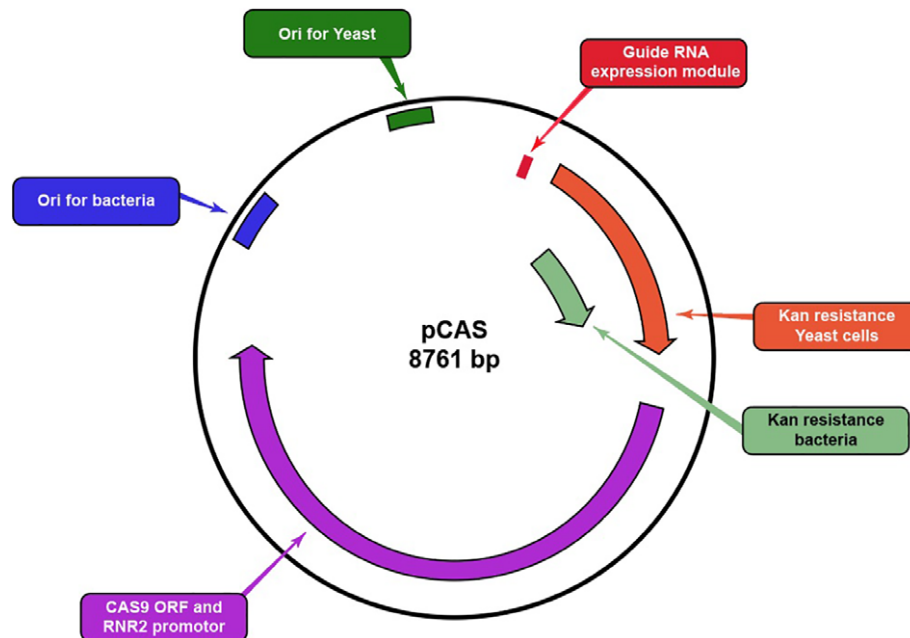 Ori for Yeast
Guide RNA
expression module
Ori for bacteria
pCAS
8761 bp
Kan resistance
Yeast cells
Kan resistance
bacteria
CAS9 ORF and
RNR2 promotor